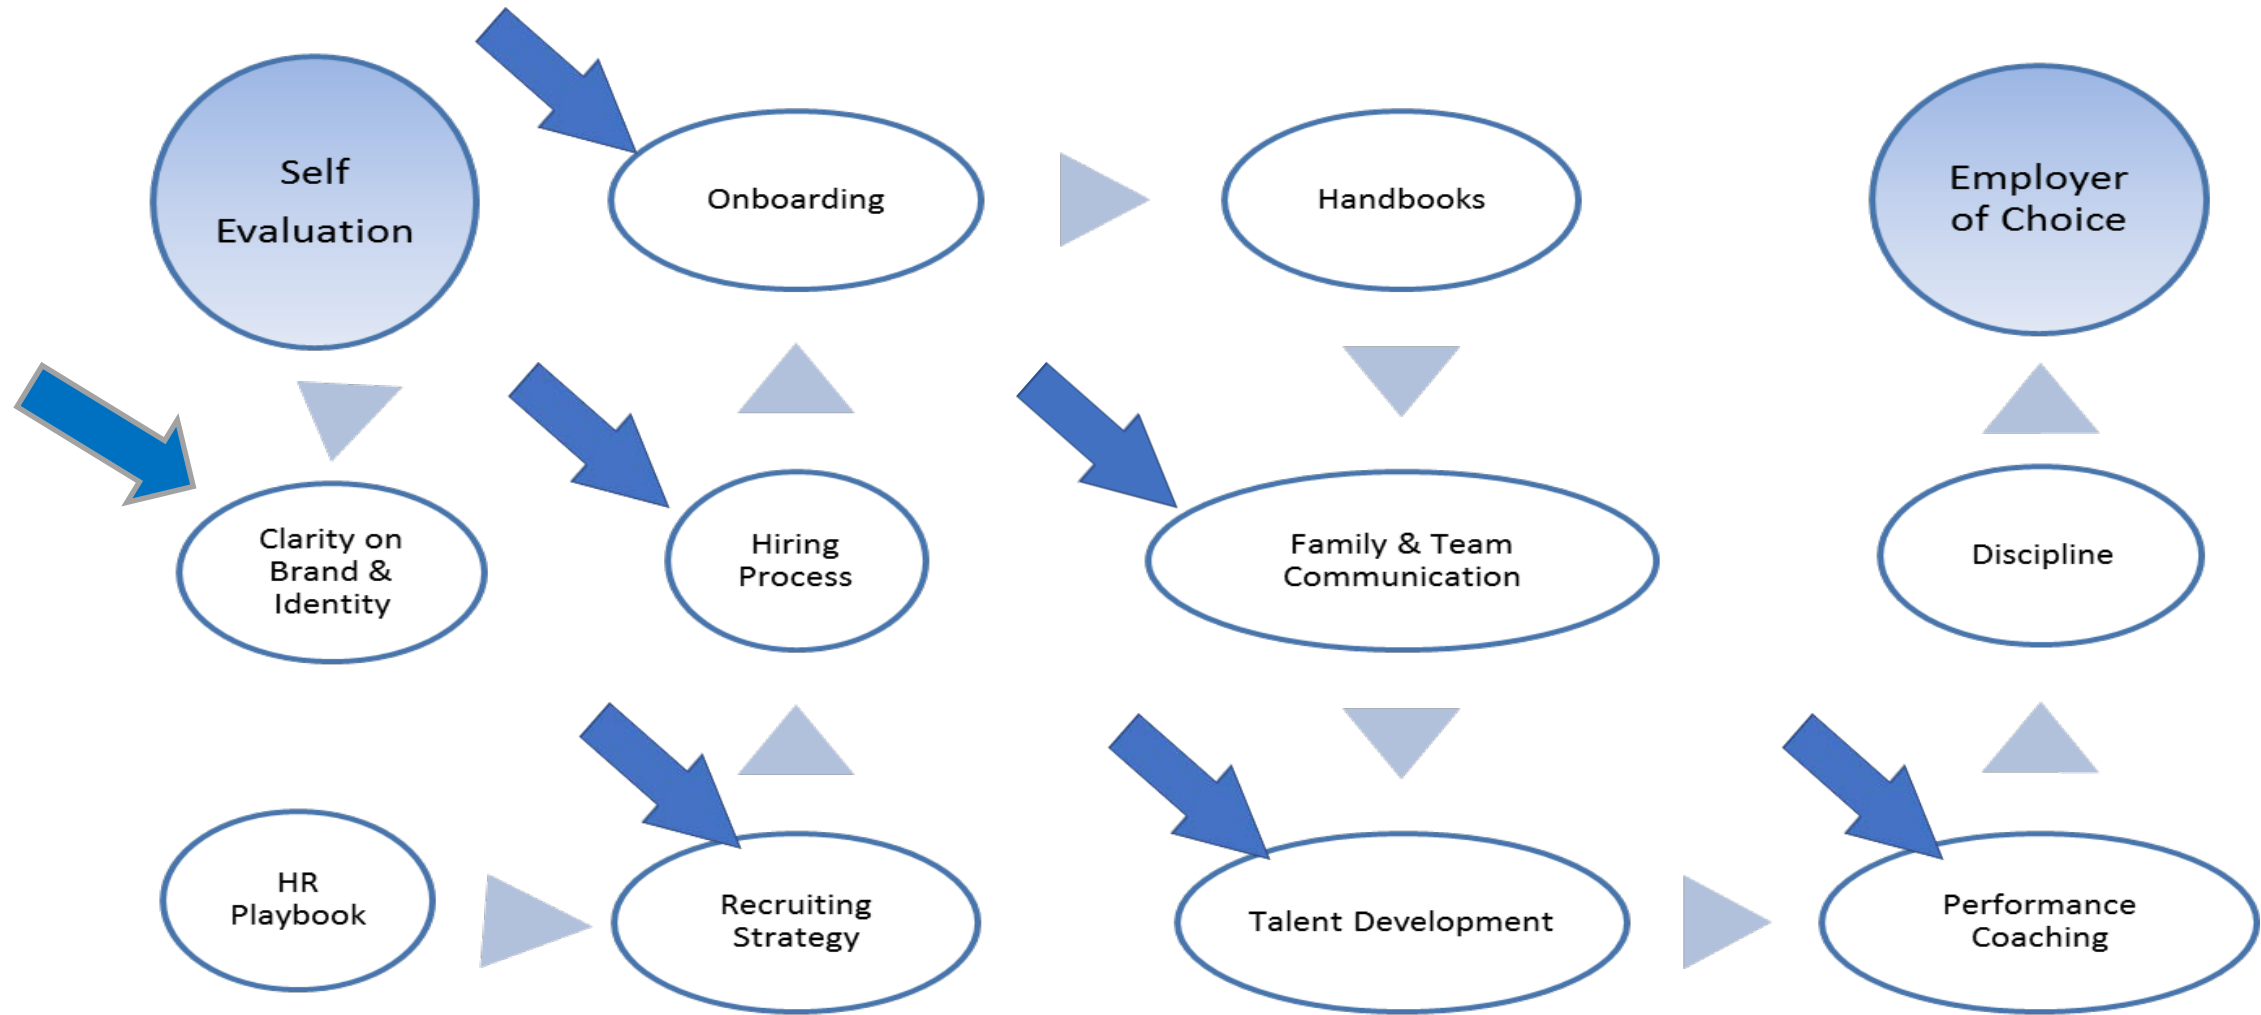 Self
Evaluation
Clarity on
Brand &
Identity
HR
Playbook
Recruiting
Strategy
Hiring
Process
Onboarding
Handbooks
Family & Team
Communication
Talent Development
Performance
Coaching
Discipline
Employer
of Choice